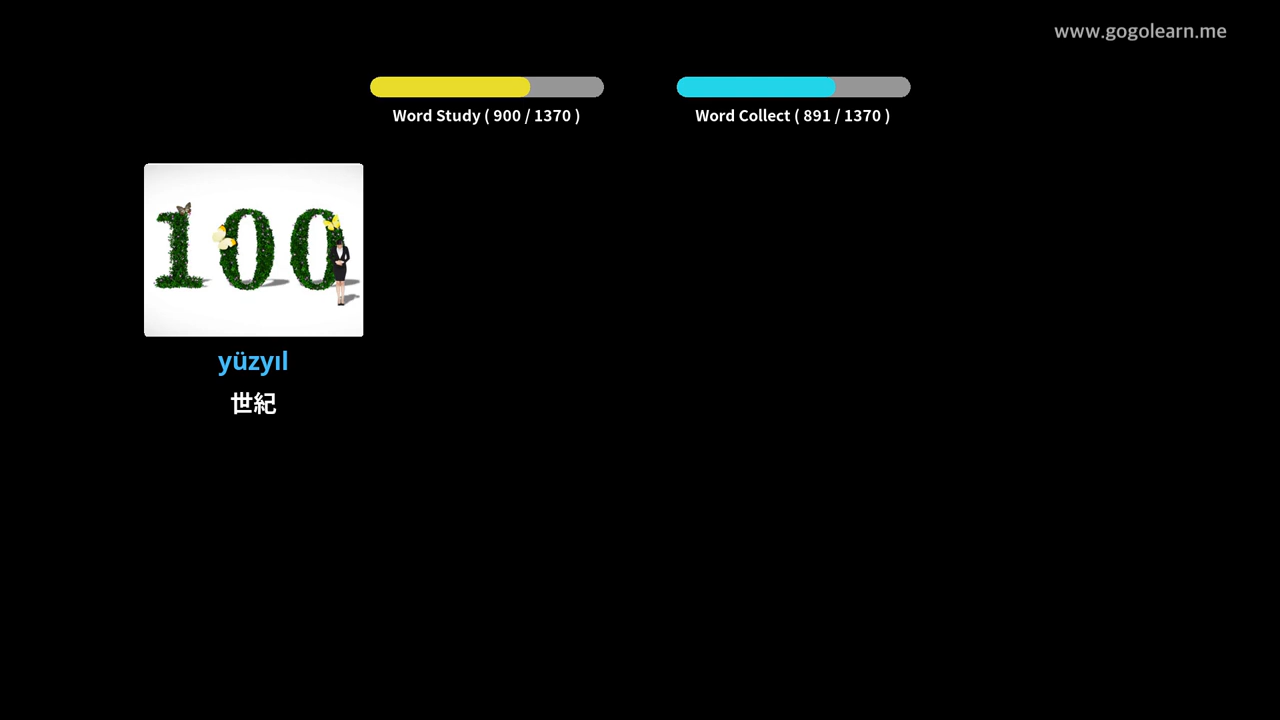 www.gogolearn.me
Word Study ( 900 / 1370 )
Word Collect ( 891 / 1370 )
100
yüzyıl
世紀